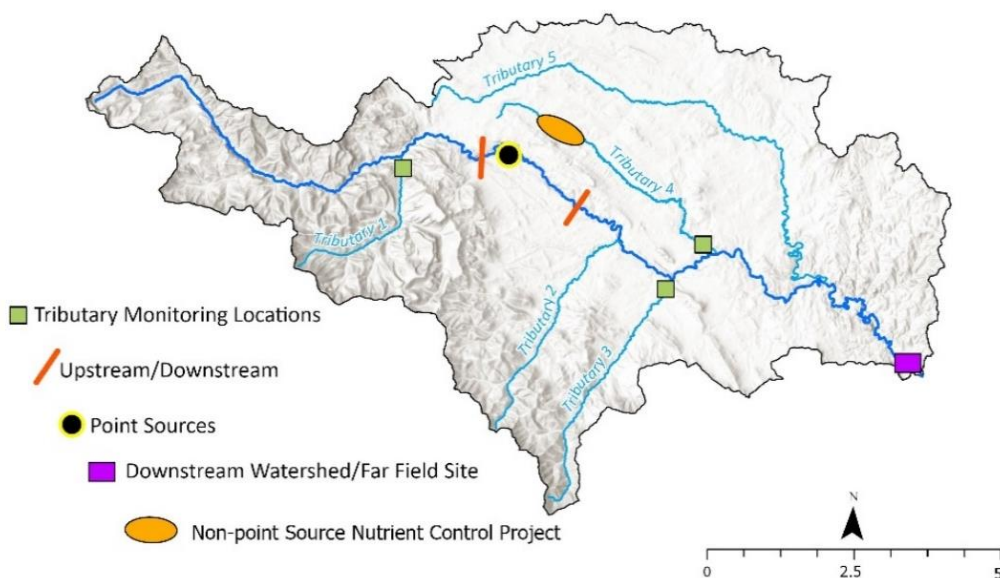 Tributary 5
Tributary 4
Tributary 1
Tributary 2
Tributary 3
Tributary Monitoring Locations
Upstream/Downstream
Point Sources
Downstream Watershed/Far Field Site
Non-point Source Nutrient Control Project
N
0 2.5 5